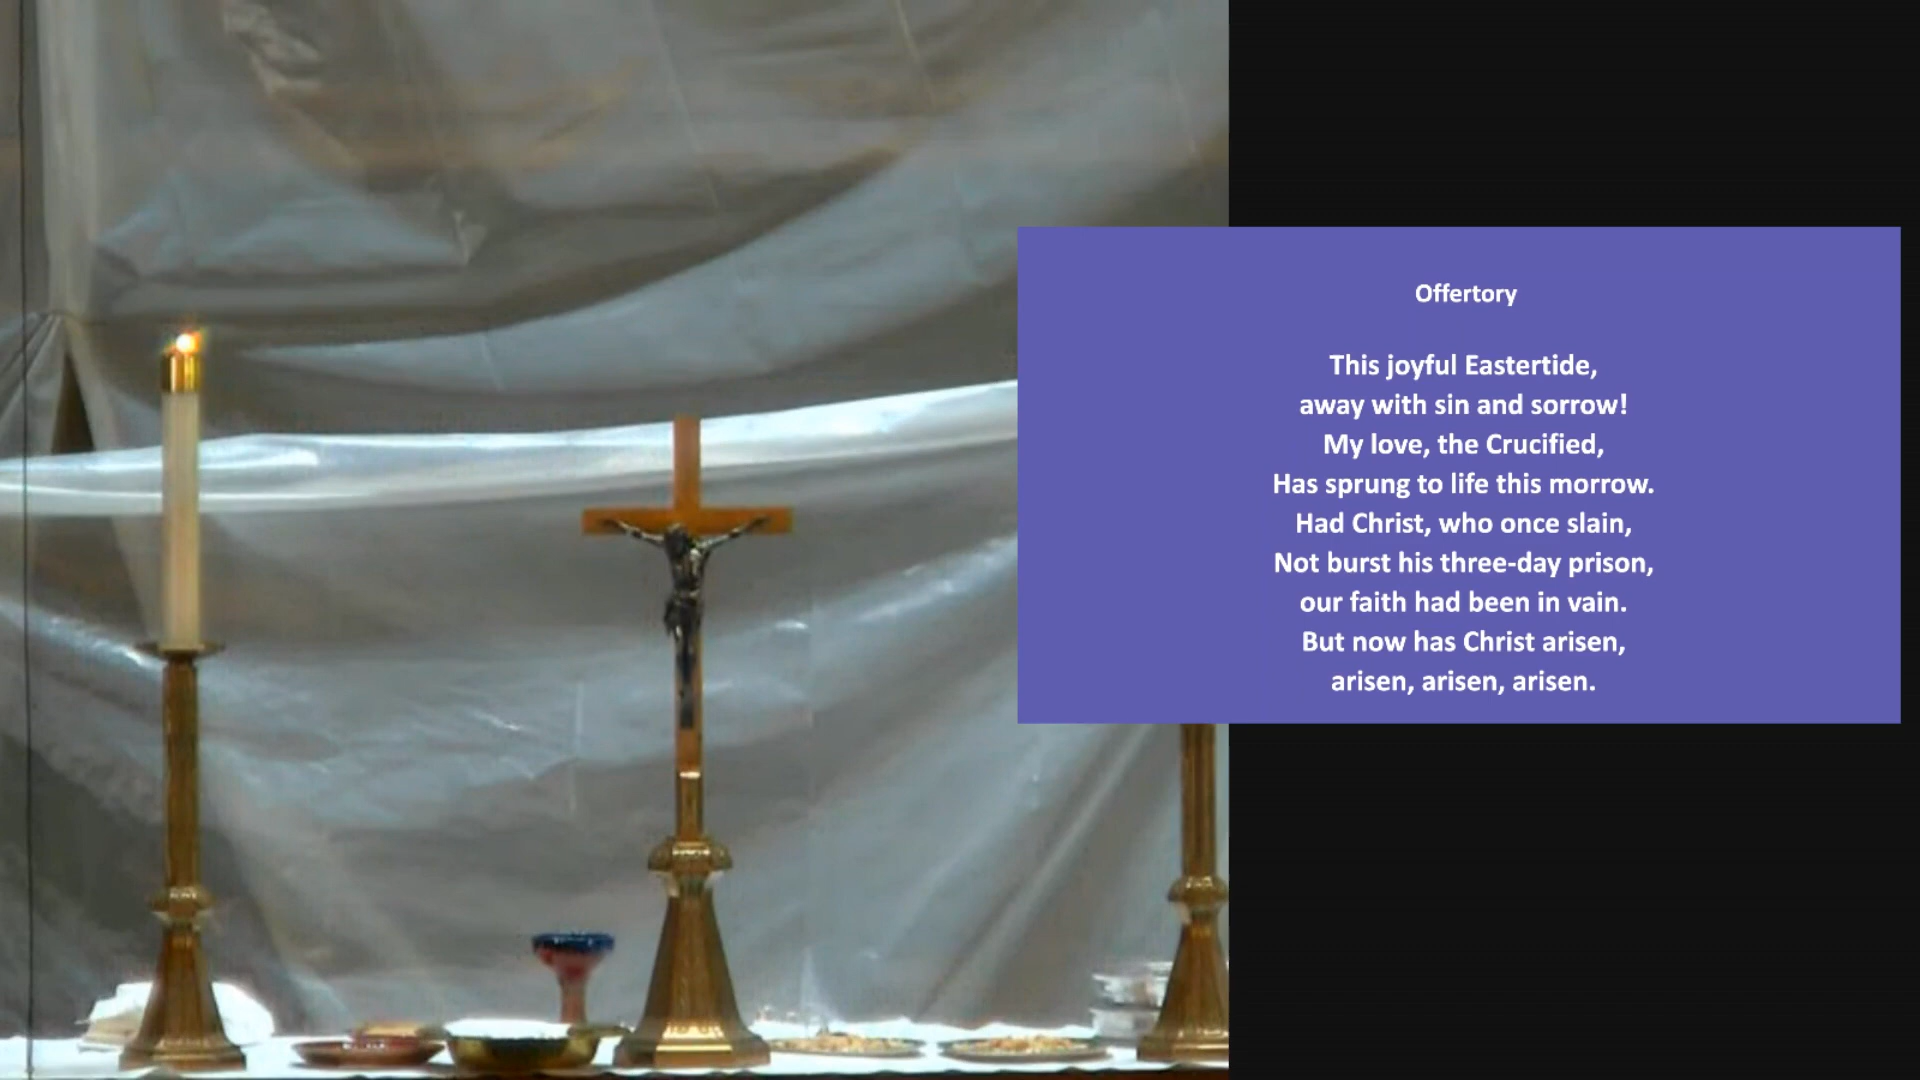 Offertory
This joyful Eastertide,
away with sin and sorrow!
My love, the Crucified,
Has sprung to life this morrow.
Had Christ, who once slain,
Not burst his three-day prison,
our faith had been in vain.
But now has Christ arisen,
arisen, arisen, arisen.